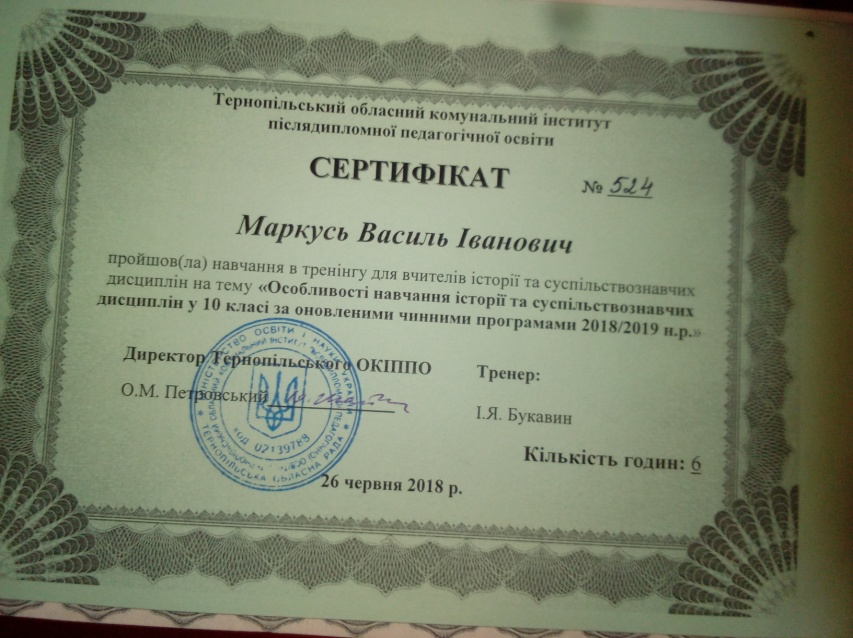 Тернопільський обласний комунальний інститут
післядипломної педагогічної освіти
СЕРТИФІКАТ
№ 524
Маркусь Василь Іванович
пройшов(ла) навчання в тренінгу для вчителів історії та суспільствознавчих
дисциплін на тему «Особливості навчання історії та суспільствознавчих
дисциплін у 10 класі за оновленими чинними програмами 2018/2019 н.р.»
Директор Тернопільського ОКІППО
Тренер:
О.М. Петровський
І.Я. Букавин
Кількість годин: 6
26 червня 2018 р.
МІНІСТЕРСТВО ОСВІТИ І НАУКИ УКРАЇНИ
ТЕРНОПІЛЬСЬКА ОБЛАСНА РАДА
КОД 02139788